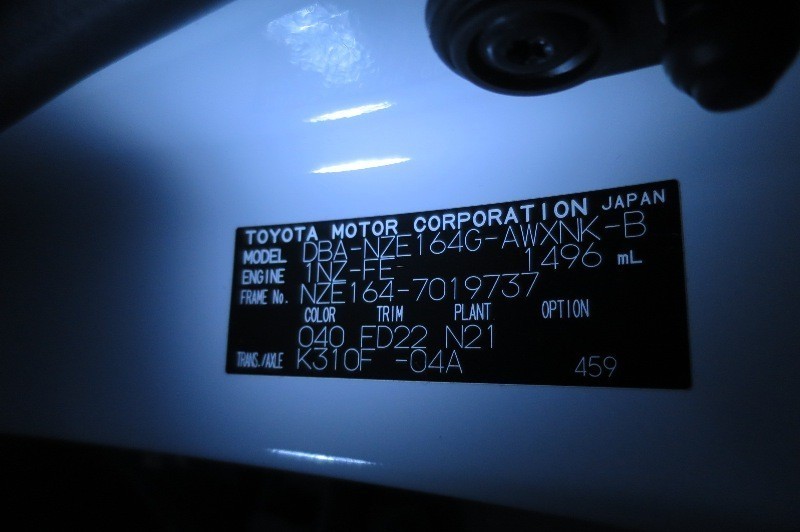 TOYOTA MOTOR CORPORATION JAPAN
MODEL DBA-NZE164G-AWXNK-B
ENGINE 1NZ-FE 1496 mL
FRAME No. NZE164-7019737
COLOR TRIM PLANT OPTION
040 FD22 N21
TRANS./AXLE K310F -04A 459